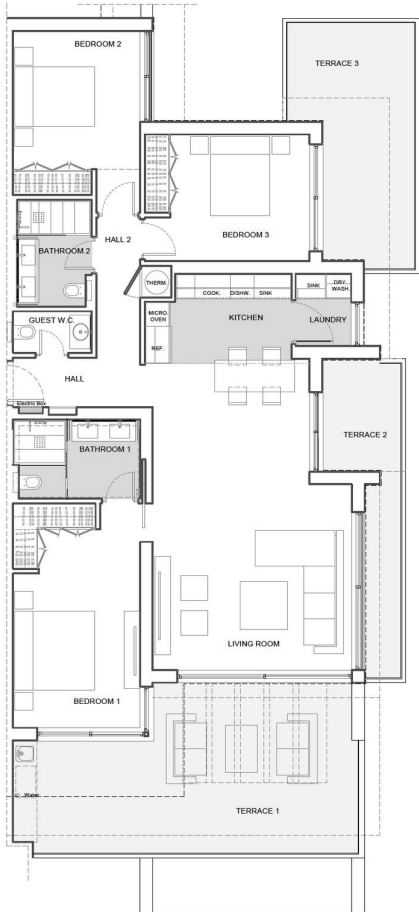 BEDROOM 2
TERRACE 3
BEDROOM 3
HALL 2
BATHROOM 2
THERM.
COOK. DISHW. SINK
SINK
DRY.
WASH.
MICRO.
OVEN
KITCHEN
LAUNDRY
GUEST W.C.
REF.
HALL
Electric Box
TERRACE 2
BATHROOM 1
LIVING ROOM
BEDROOM 1
Water
TERRACE 1